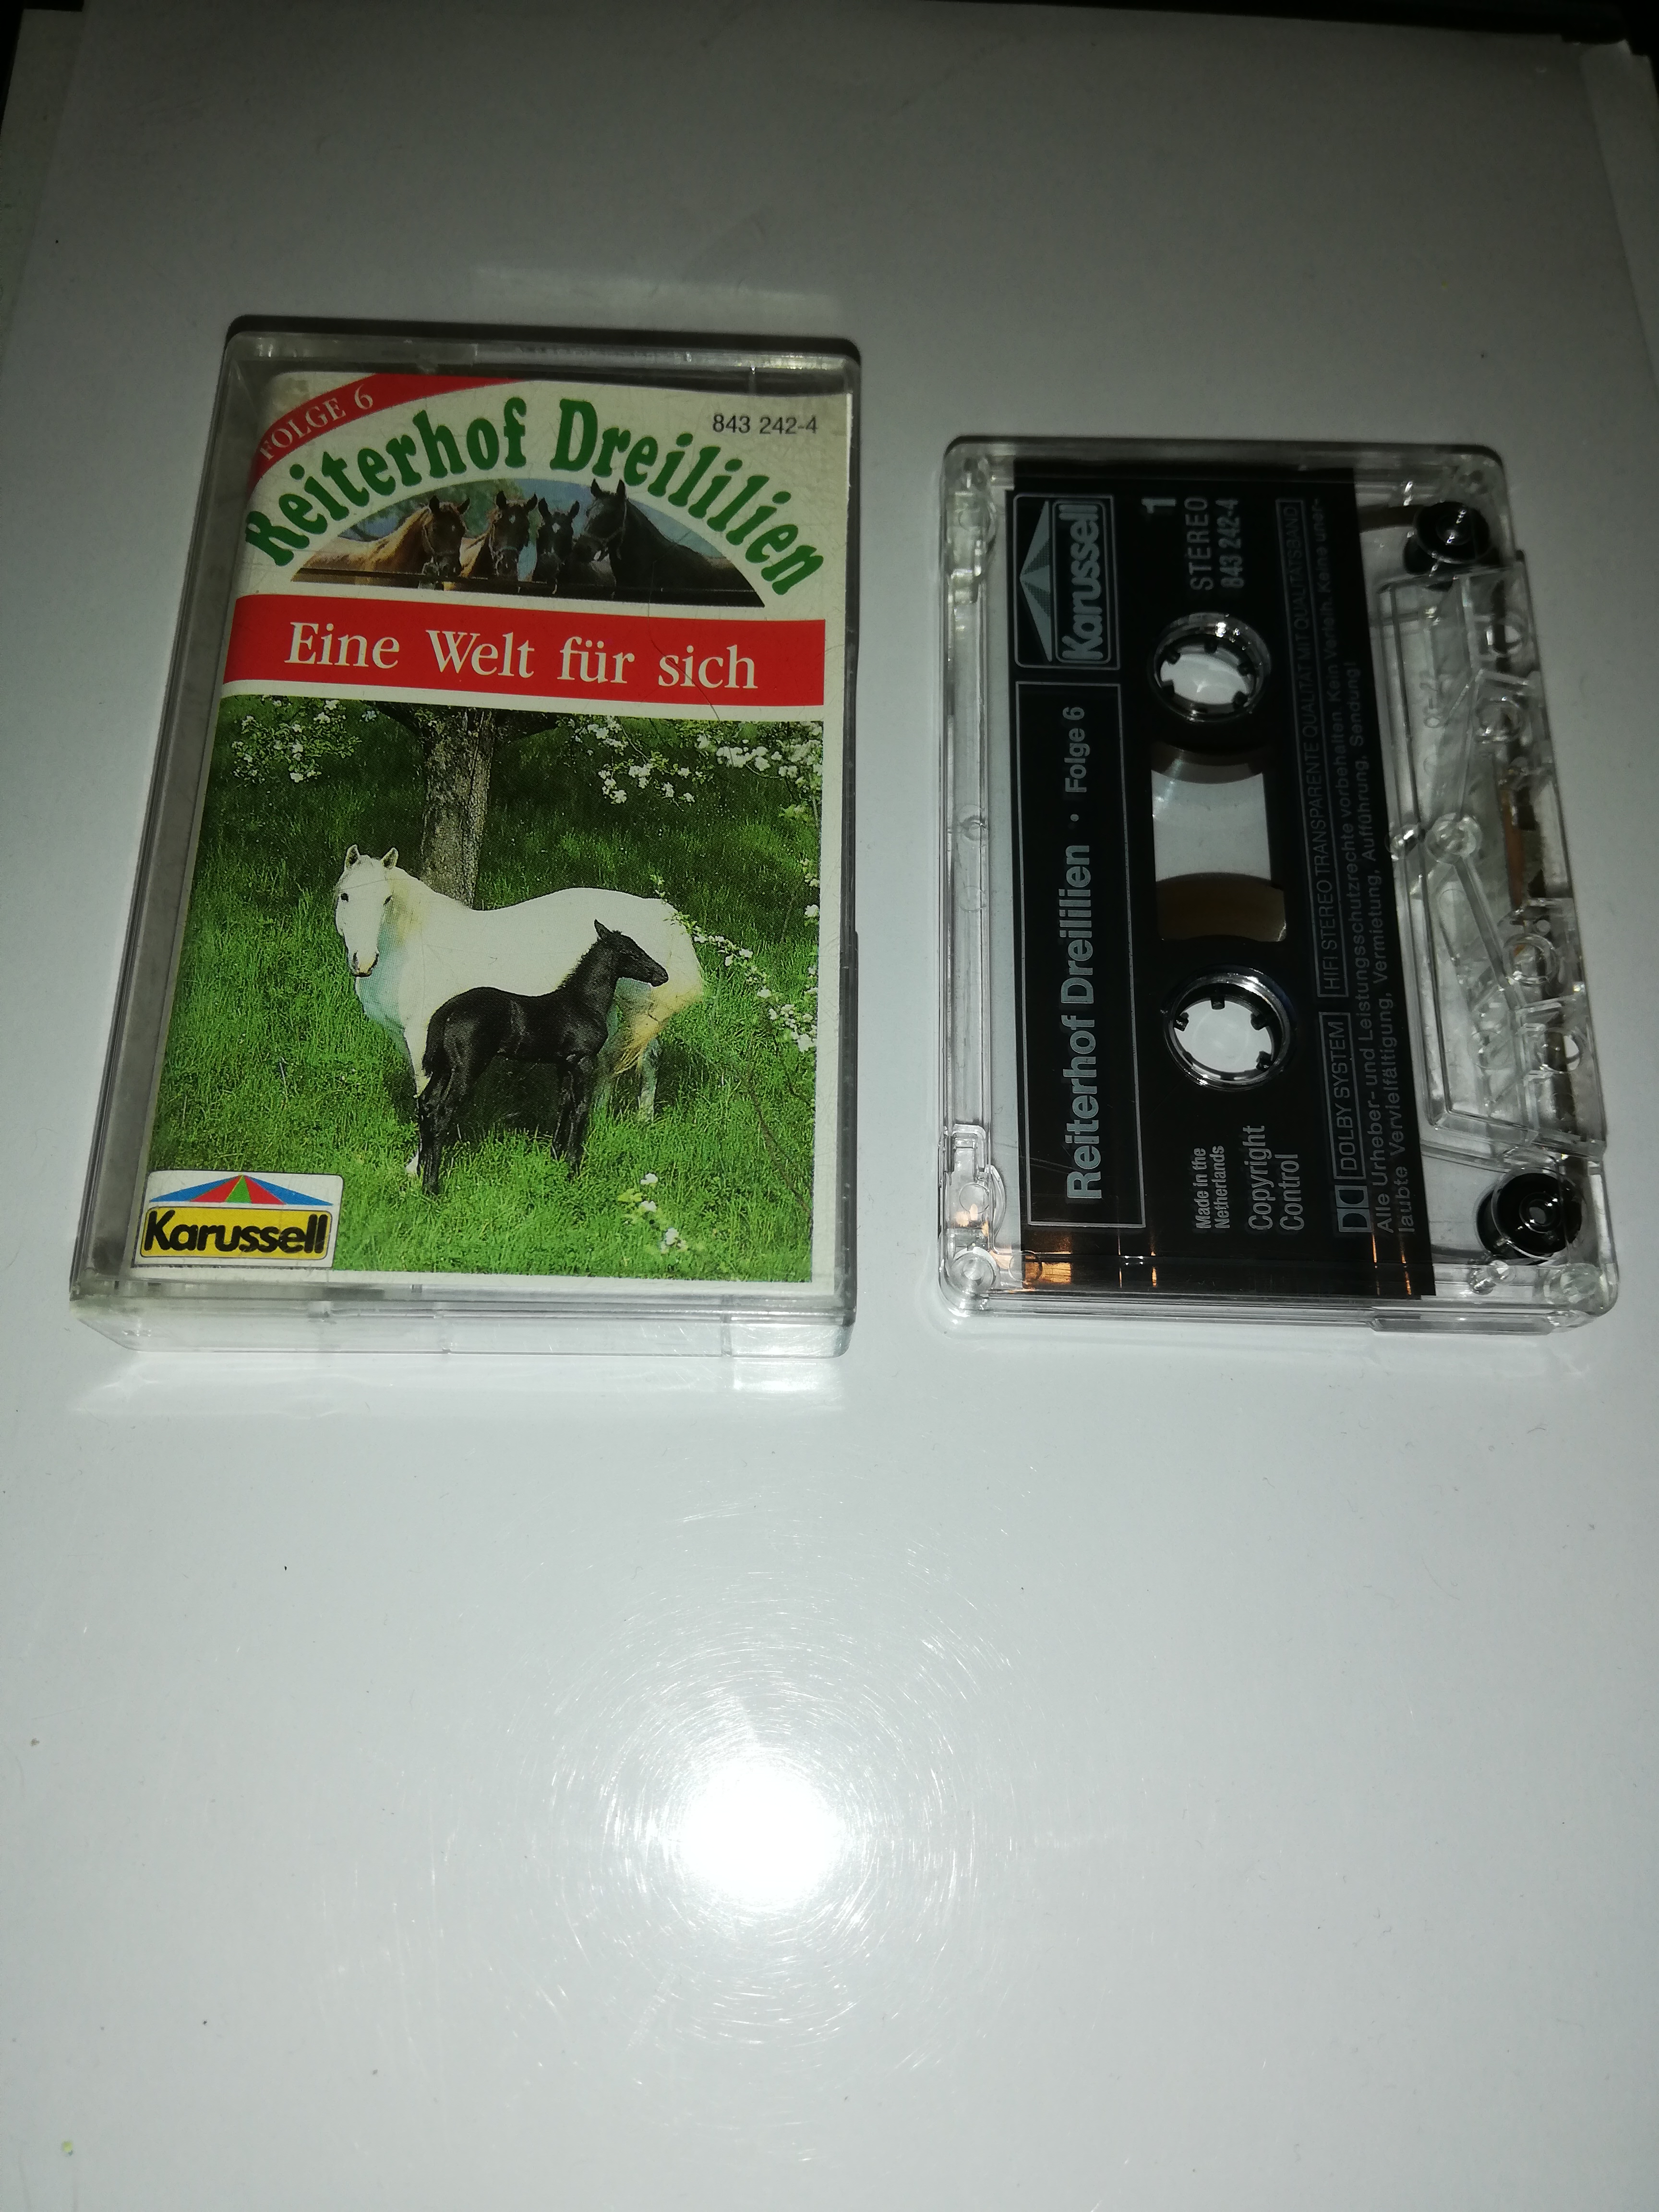 FOLGE 6
Reiterhof Dreililien
843 242-4
Eine Welt für sich
Karussell
Karussell
Reiterhof Dreililien · Folge 6
1
STEREO
843 242-4
Made in the
Netherlands
Copyright
Control
DOLBY SYSTEM
HIFI STEREO TRANSPARENTE QUALITÄT MIT QUALITÄTSBAND
Alle Urheber- und Leistungsschutzrechte vorbehalten. Kein Verleih. Keine uner-
laubte Vervielfältigung, Vermietung, Aufführung, Sendung!